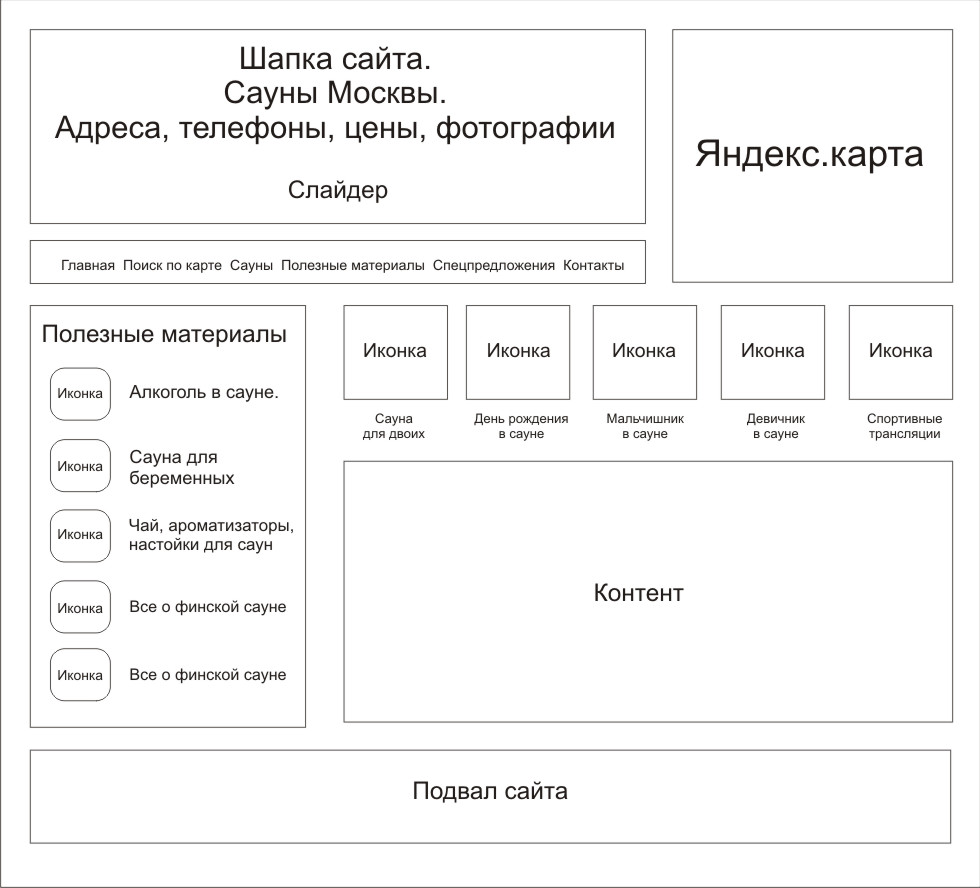 Шапка сайта.
Сауны Москвы.
Адреса, телефоны, цены, фотографии
Слайдер
Яндекс.карта
Главная Поиск по карте Сауны Полезные материалы Спецпредложения Контакты
Полезные материалы
Иконка
Алкоголь в сауне.
Иконка
Сауна для
беременных
Иконка
Чай, ароматизаторы,
настойки для саун
Иконка
Все о финской сауне
Иконка
Все о финской сауне
Иконка
Сауна
для двоих
Иконка
День рождения
в сауне
Иконка
Мальчишник
в сауне
Иконка
Девичник
в сауне
Иконка
Спортивные
трансляции
Контент
Подвал сайта